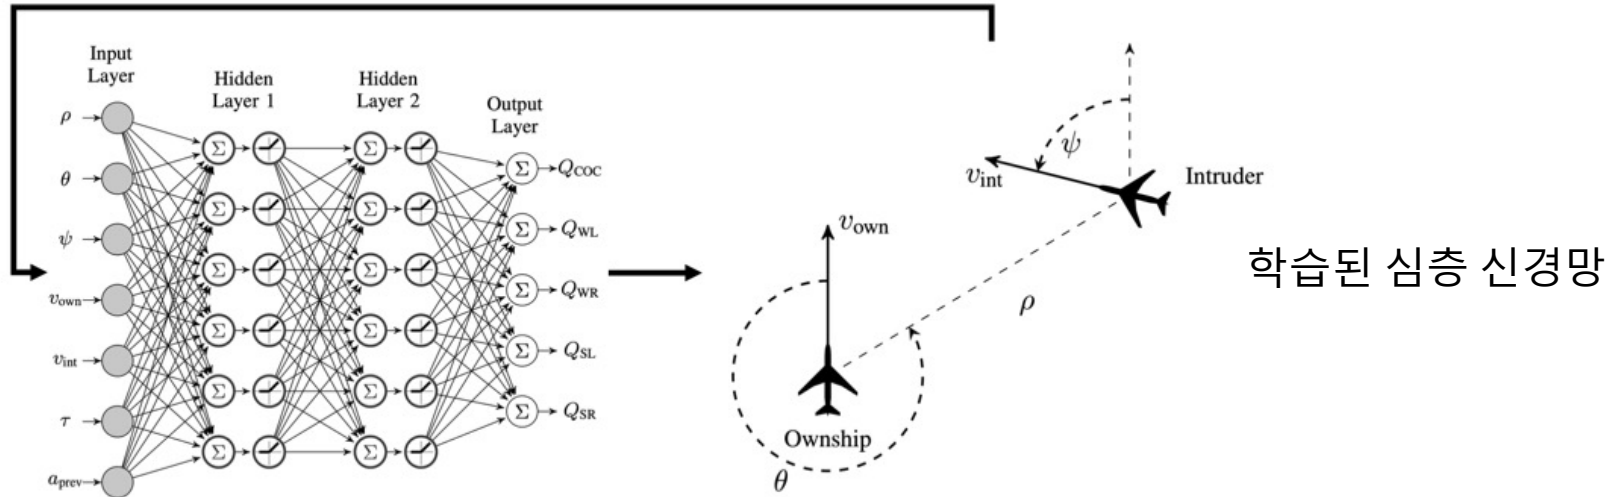 Input
Layer
Hidden
Layer 1
Hidden
Layer 2
Output
Layer
ρ
θ
ψ
v_own
v_int
τ
a_prev
Σ Σ
Σ Σ
Σ Σ
Σ Σ
Σ Σ
Σ Σ
Σ Q_COC
Σ Q_WL
Σ Q_WR
Σ Q_SL
Σ Q_SR
v_own
Ownship
θ
ρ
v_int
ψ
Intruder
학습된 심층 신경망